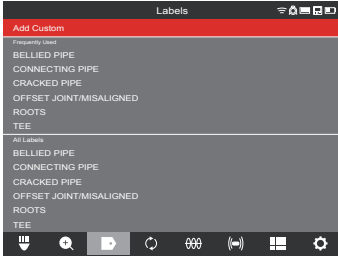 Labels
Add Custom
Frequently Used
BELLIED PIPE
CONNECTING PIPE
CRACKED PIPE
OFFSET JOINT/MISALIGNED
ROOTS
TEE
All Labels
BELLIED PIPE
CONNECTING PIPE
CRACKED PIPE
OFFSET JOINT/MISALIGNED
ROOTS
TEE